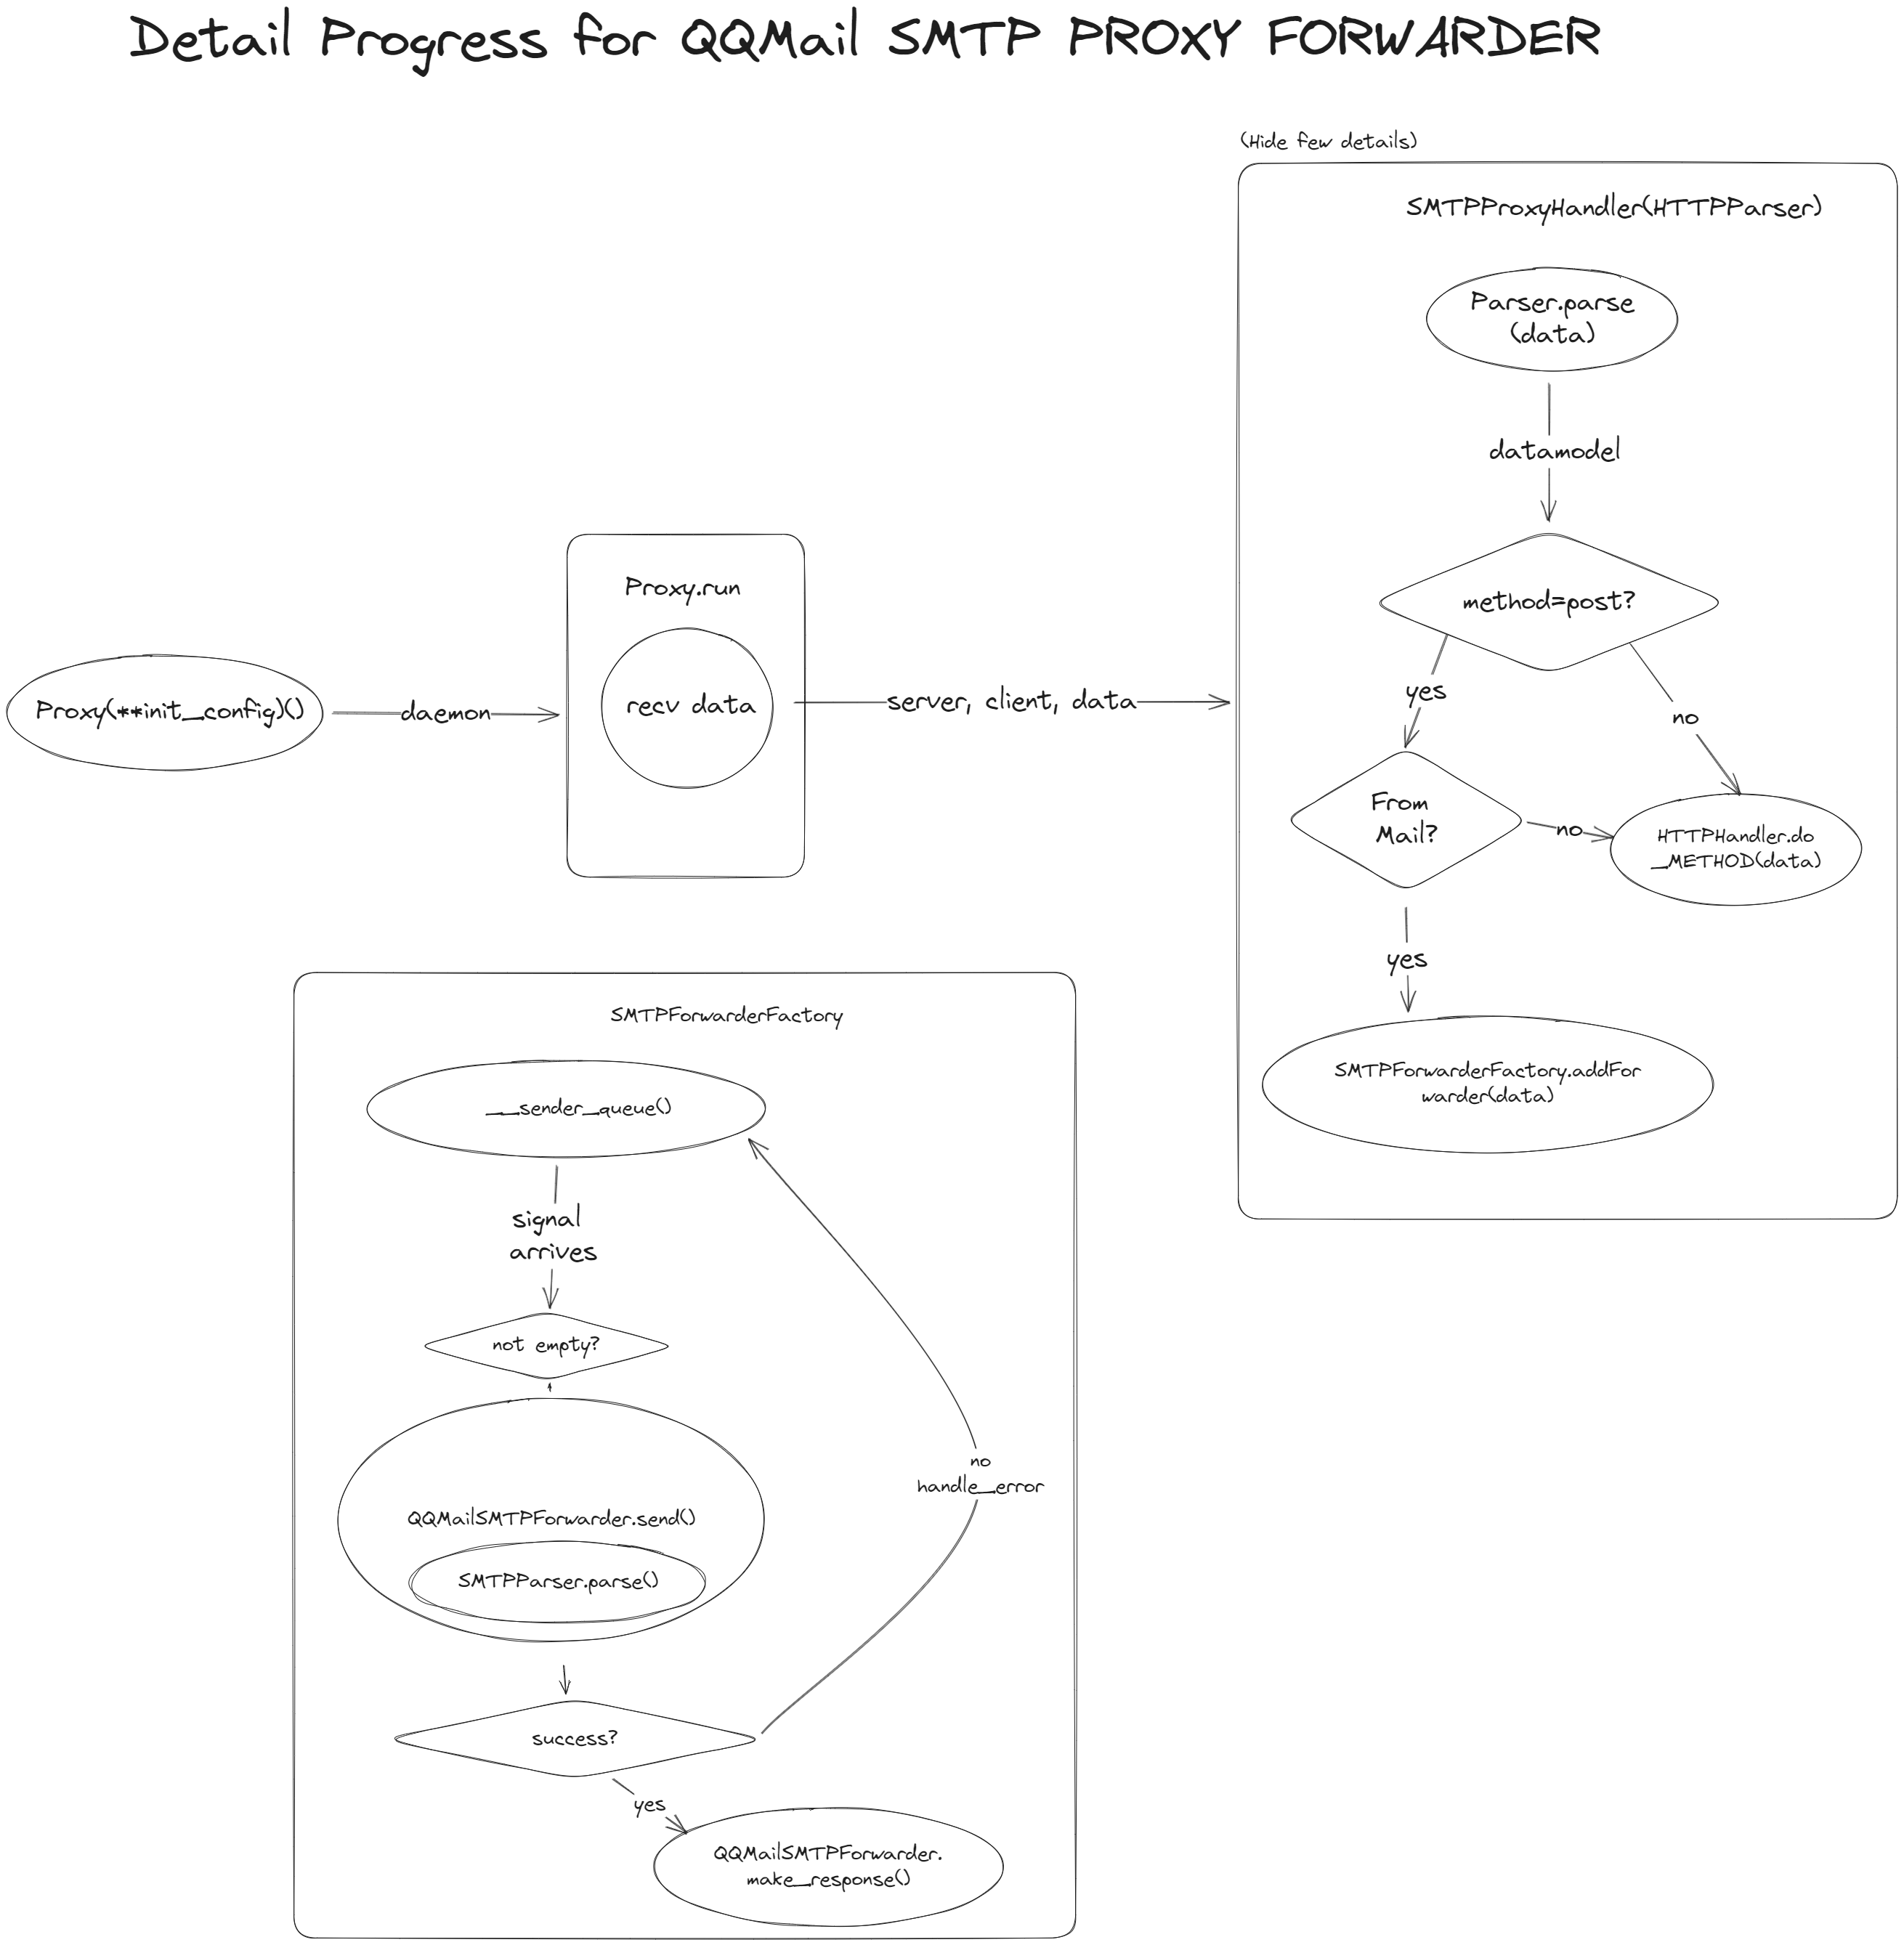 Detail Progress for QQMail SMTP PROXY FORWARDER
(Hide few details)
SMTPProxyHandler(HTTPParser)
Parser.parse
(data)
datamodel
method=post?
yes
no
From
Mail?
no
HTTPHandler.do
_METHOD(data)
yes
SMTPForwarderFactory.addFor
warder(data)
Proxy.run
recv data
Proxy(**init_config)()
daemon
server, client, data
SMTPForwarderFactory
__sender_queue()
signal
arrives
not empty?
QQMailSMTPForwarder.send()
SMTPParser.parse()
no
handle_error
success?
yes
QQMailSMTPForwarder.
make_response()